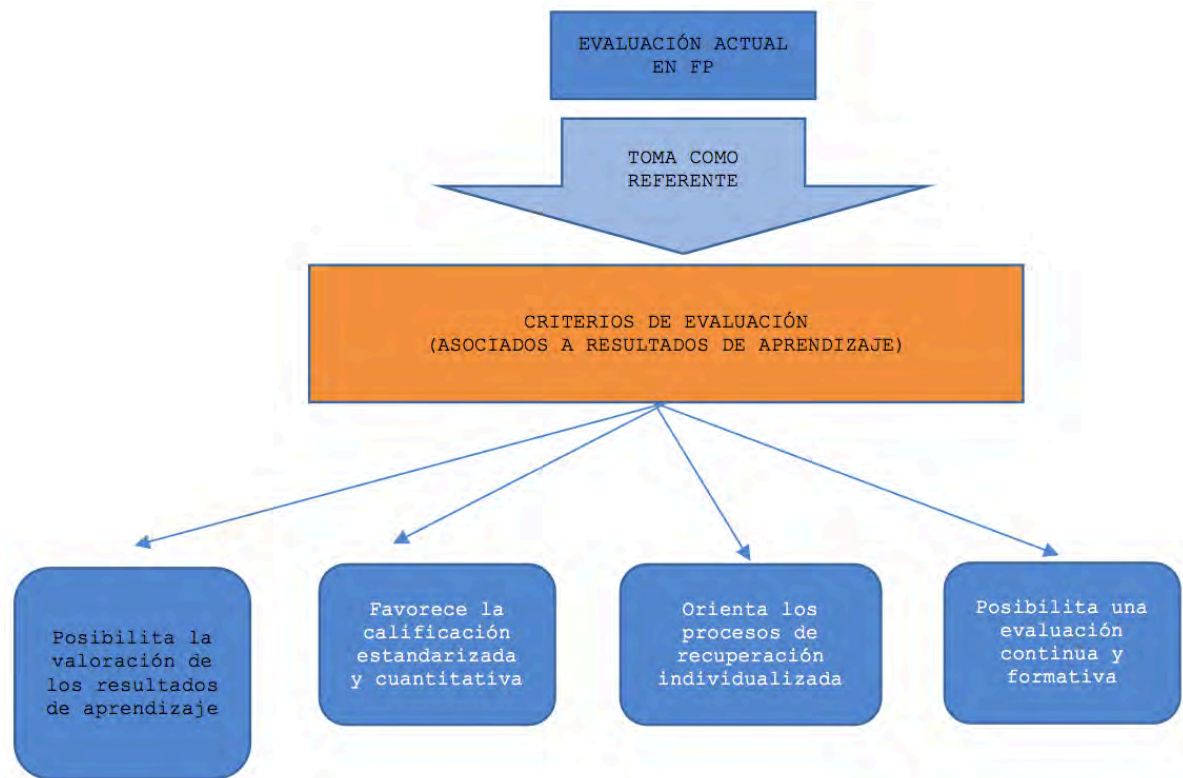 EVALUACIÓN ACTUAL
EN FP
TOMA COMO
REFERENTE
CRITERIOS DE EVALUACIÓN
(ASOCIADOS A RESULTADOS DE APRENDIZAJE)
Posibilita la
valoración de
los resultados
de aprendizaje
Favorece la
calificación
estandarizada
y cuantitativa
Orienta los
procesos de
recuperación
individualizada
Posibilita una
evaluación
continua y
formativa